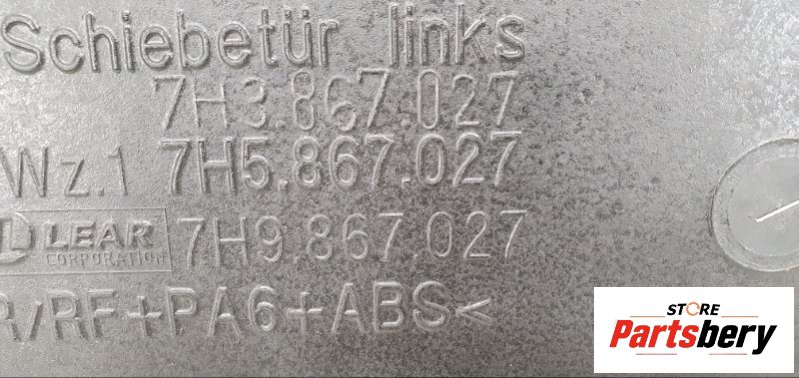 Schiebetür links
7H3.867.027
Wz.1 7H5.867.027
LEAR
CORPORATION
7H9.867.027
R/RF+PA6+ABS<
STORE
Partsbery